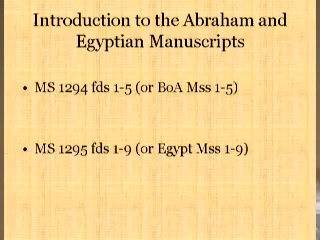 Introduction to the Abraham and
Egyptian Manuscripts
• MS 1294 fds 1-5 (or BoA Mss 1-5)
• MS 1295 fds 1-9 (or Egypt Mss 1-9)